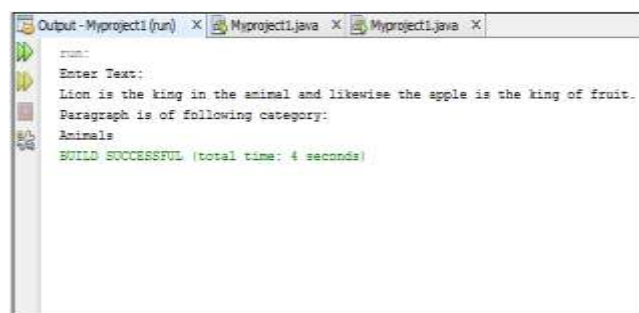 Output - Myproject1 (run) × Myproject1.java × Myproject1.java ×
run:
Enter Text:
Lion is the king in the animal and likewise the apple is the king of fruit.
Paragraph is of following category:
Animals
BUILD SUCCESSFUL (total time: 4 seconds)